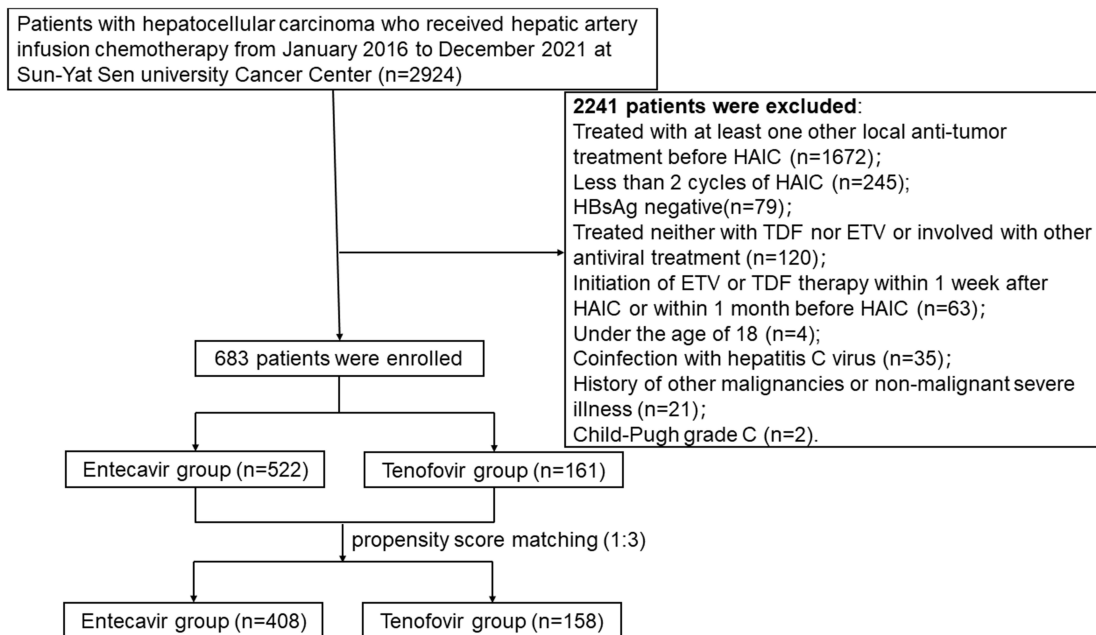 Patients with hepatocellular carcinoma who received hepatic artery
infusion chemotherapy from January 2016 to December 2021 at
Sun-Yat Sen university Cancer Center (n=2924)
2241 patients were excluded:
Treated with at least one other local anti-tumor
treatment before HAIC (n=1672);
Less than 2 cycles of HAIC (n=245);
HBsAg negative(n=79);
Treated neither with TDF nor ETV or involved with other
antiviral treatment (n=120);
Initiation of ETV or TDF therapy within 1 week after
HAIC or within 1 month before HAIC (n=63);
Under the age of 18 (n=4);
Coinfection with hepatitis C virus (n=35);
History of other malignancies or non-malignant severe
illness (n=21);
Child-Pugh grade C (n=2).
683 patients were enrolled
Entecavir group (n=522)
Tenofovir group (n=161)
propensity score matching (1:3)
Entecavir group (n=408)
Tenofovir group (n=158)